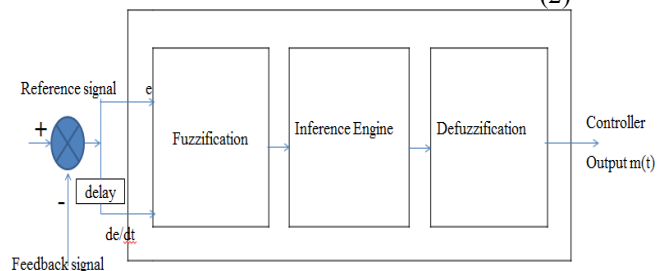 (2)
Reference signal
e
+
Fuzzification
Inference Engine
Defuzzification
Controller
Output m(t)
delay
-
de/dt
Feedback signal